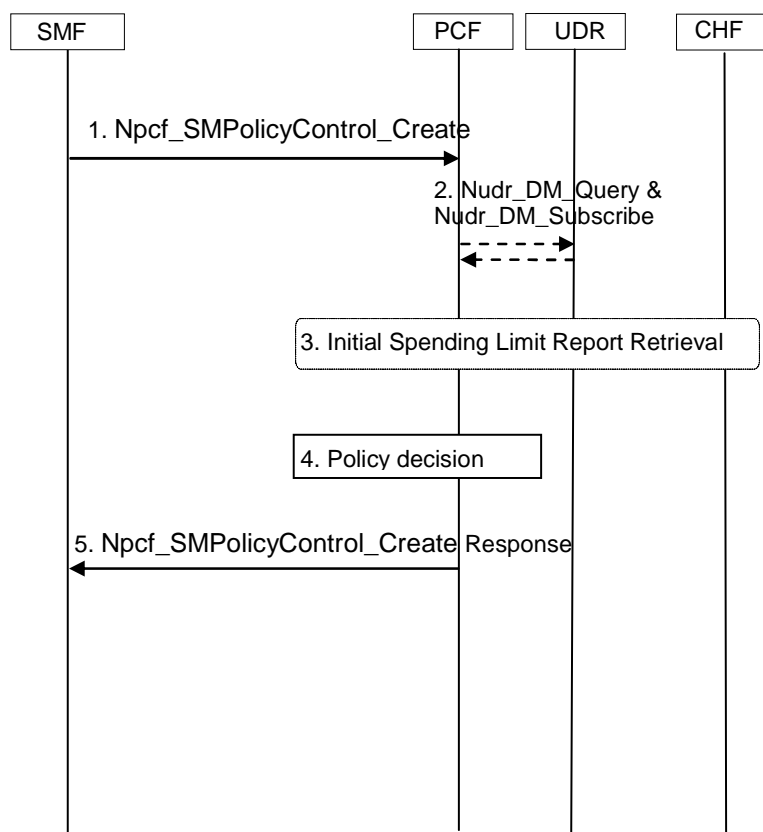 SMF
PCF
UDR
CHF
1. Npcf_SMPolicyControl_Create
2. Nudr_DM_Query &
Nudr_DM_Subscribe
3. Initial Spending Limit Report Retrieval
4. Policy decision
5. Npcf_SMPolicyControl_Create Response